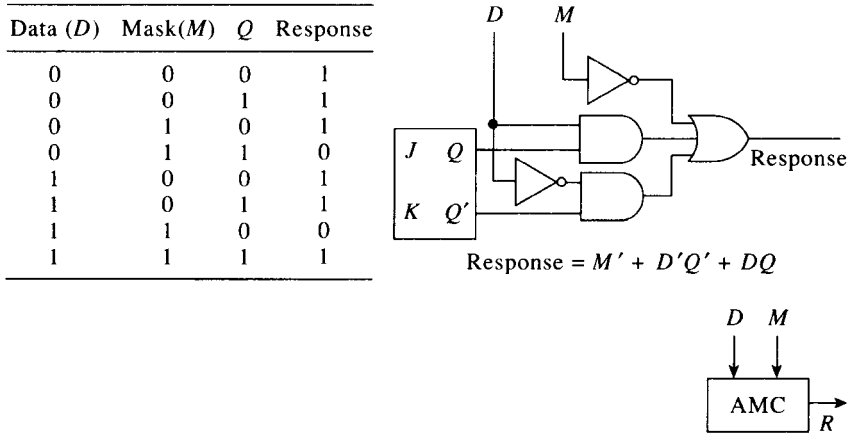 Data (D) Mask(M) Q Response
0 0 0 1
0 0 1 1
0 1 0 1
0 1 1 0
1 0 0 1
1 0 1 1
1 1 0 0
1 1 1 1
D M
J Q
K Q'
Response
Response = M' + D'Q' + DQ
D M
AMC
R